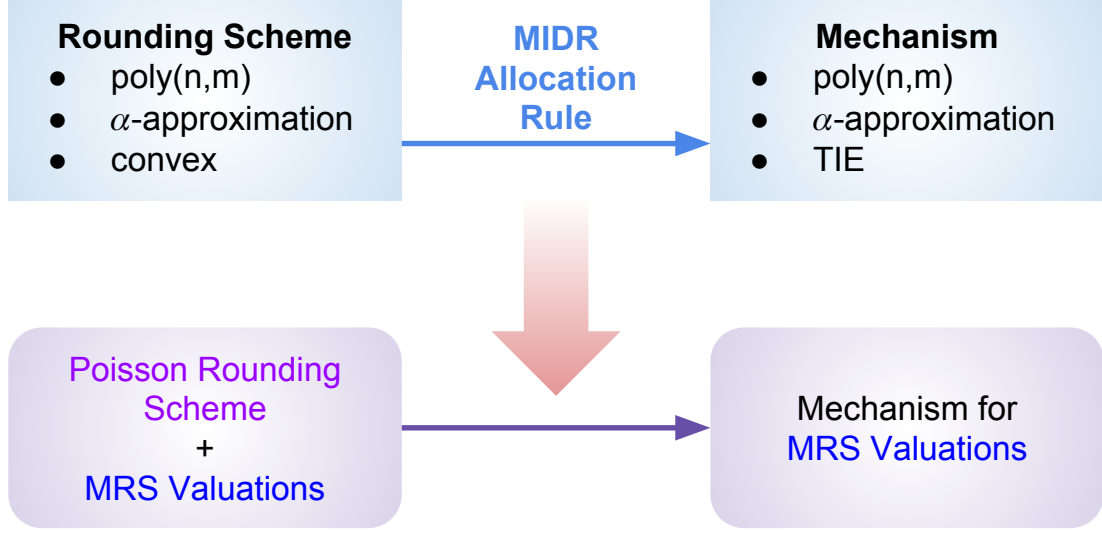 Rounding Scheme
● poly(n,m)
● α-approximation
● convex
MIDR
Allocation
Rule
Mechanism
● poly(n,m)
● α-approximation
● TIE
Poisson Rounding
Scheme
+
MRS Valuations
Mechanism for
MRS Valuations